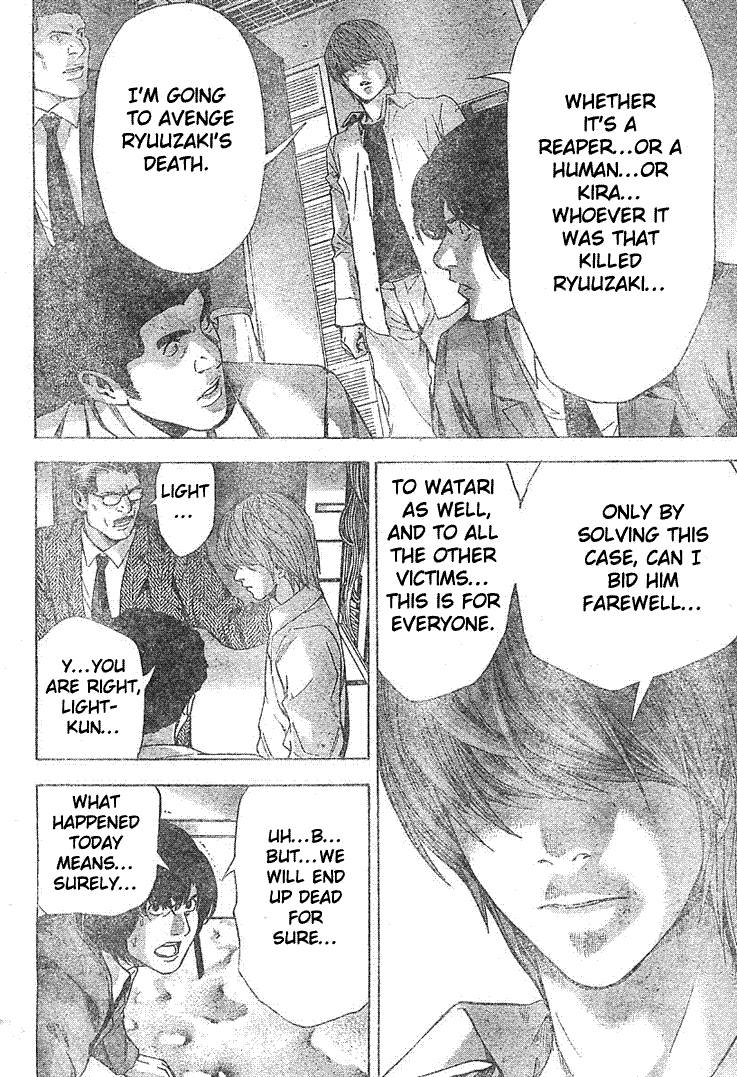 WHETHER
IT'S A
REAPER...OR A
HUMAN...OR
KIRA...
WHOEVER IT
WAS THAT
KILLED
RYUUZAKI...
I'M GOING
TO AVENGE
RYUUZAKI'S
DEATH.
ONLY BY
SOLVING THIS
CASE, CAN I
BID HIM
FAREWELL...
TO WATARI
AS WELL,
AND TO ALL
THE OTHER
VICTIMS...
THIS IS FOR
EVERYONE.
LIGHT
...
Y...YOU
ARE RIGHT,
LIGHT-
KUN...
UH...B...
BUT...WE
WILL END
UP DEAD
FOR
SURE...
WHAT
HAPPENED
TODAY
MEANS...
SURELY...